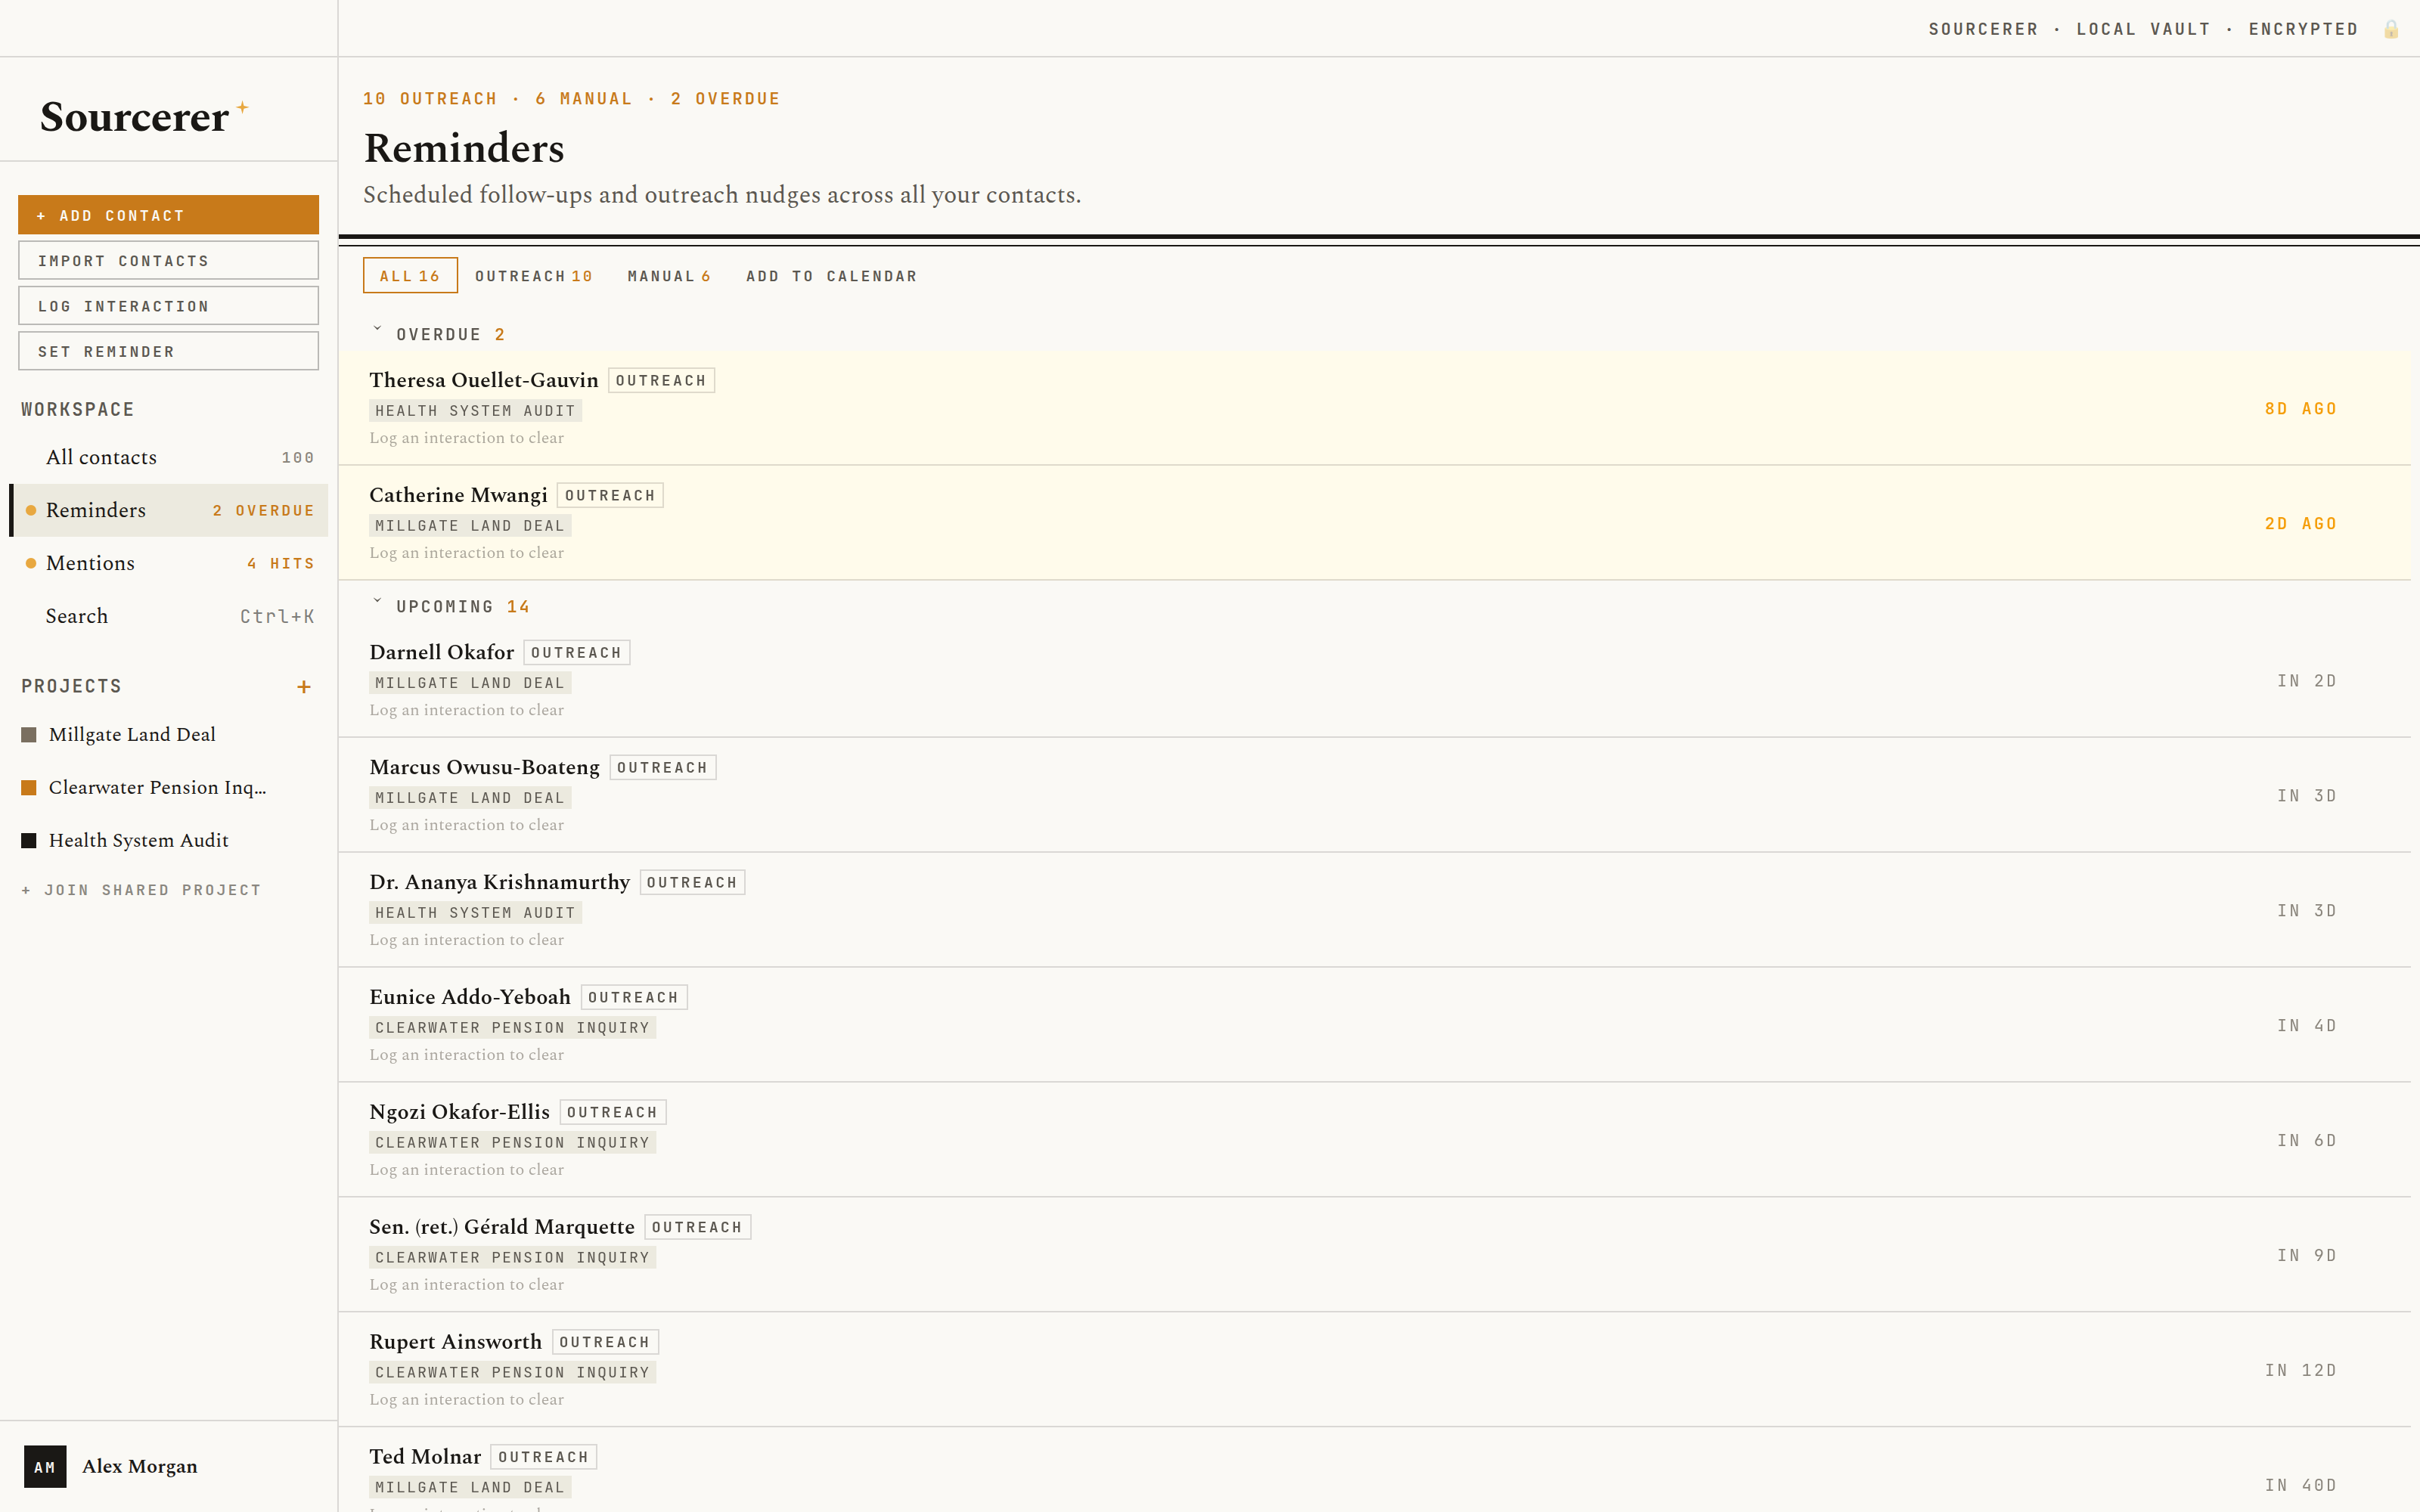 SOURCERER · LOCAL VAULT · ENCRYPTED
Sourcerer
+ ADD CONTACT
IMPORT CONTACTS
LOG INTERACTION
SET REMINDER
WORKSPACE
All contacts 100
Reminders 2 OVERDUE
Mentions 4 HITS
Search Ctrl+K
PROJECTS +
Millgate Land Deal
Clearwater Pension Inq...
Health System Audit
+ JOIN SHARED PROJECT
AM Alex Morgan
10 OUTREACH · 6 MANUAL · 2 OVERDUE
Reminders
Scheduled follow-ups and outreach nudges across all your contacts.
ALL 16 OUTREACH 10 MANUAL 6 ADD TO CALENDAR
OVERDUE 2
Theresa Ouellet-Gauvin OUTREACH
HEALTH SYSTEM AUDIT
8D AGO
Log an interaction to clear
Catherine Mwangi OUTREACH
MILLGATE LAND DEAL
2D AGO
Log an interaction to clear
UPCOMING 14
Darnell Okafor OUTREACH
MILLGATE LAND DEAL
IN 2D
Log an interaction to clear
Marcus Owusu-Boateng OUTREACH
MILLGATE LAND DEAL
IN 3D
Log an interaction to clear
Dr. Ananya Krishnamurthy OUTREACH
HEALTH SYSTEM AUDIT
IN 3D
Log an interaction to clear
Eunice Addo-Yeboah OUTREACH
CLEARWATER PENSION INQUIRY
IN 4D
Log an interaction to clear
Ngozi Okafor-Ellis OUTREACH
CLEARWATER PENSION INQUIRY
IN 6D
Log an interaction to clear
Sen. (ret.) Gérald Marquette OUTREACH
CLEARWATER PENSION INQUIRY
IN 9D
Log an interaction to clear
Rupert Ainsworth OUTREACH
CLEARWATER PENSION INQUIRY
IN 12D
Log an interaction to clear
Ted Molnar OUTREACH
MILLGATE LAND DEAL
IN 40D